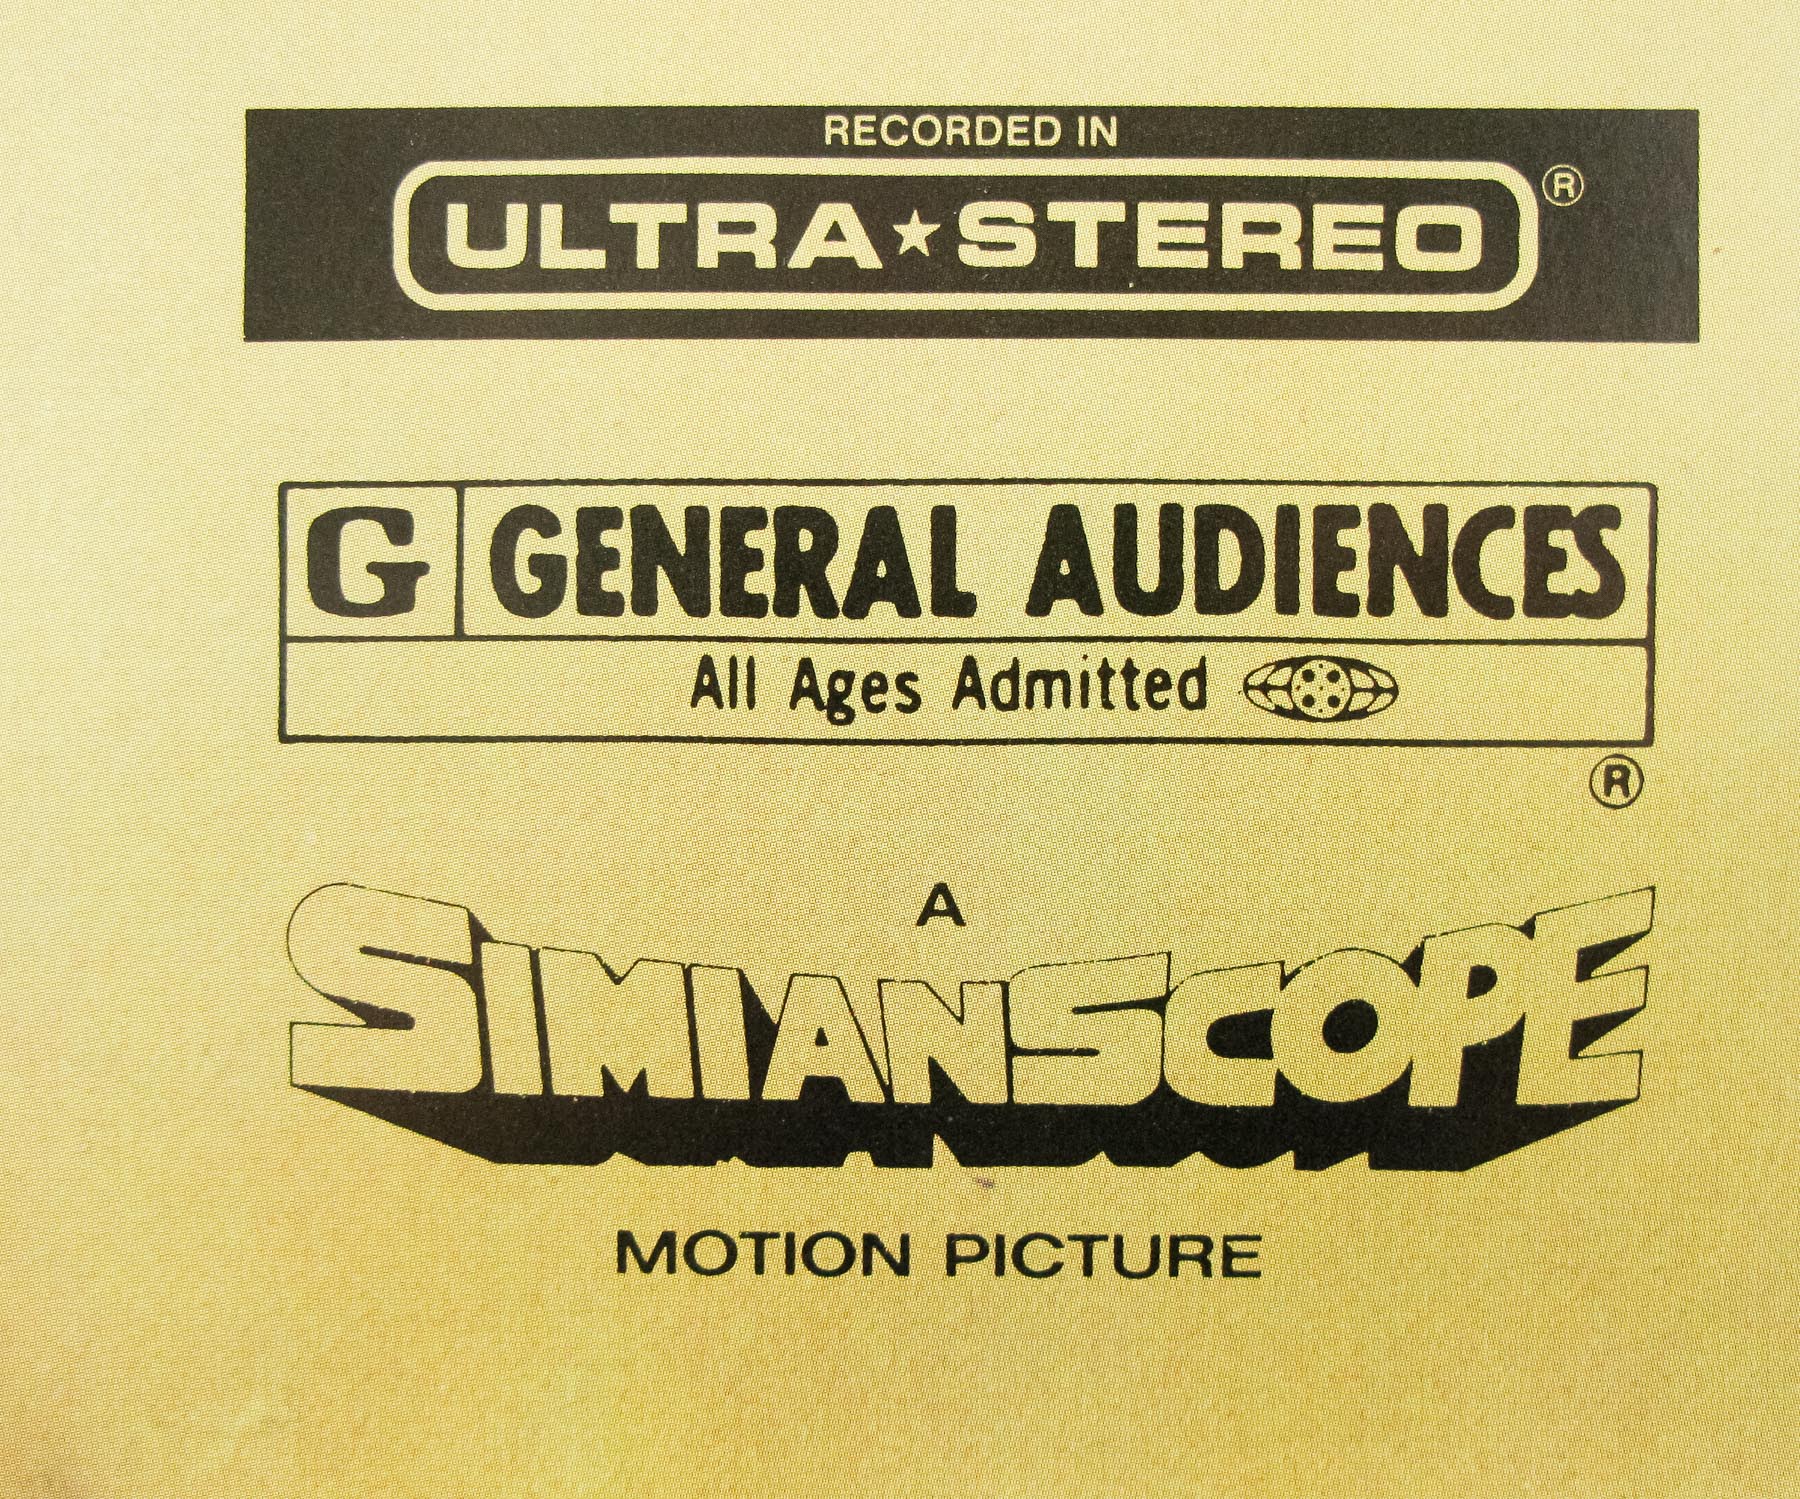 RECORDED IN
ULTRA★STEREO®
G GENERAL AUDIENCES
All Ages Admitted
®
A
SIMIANSCOPE
MOTION PICTURE